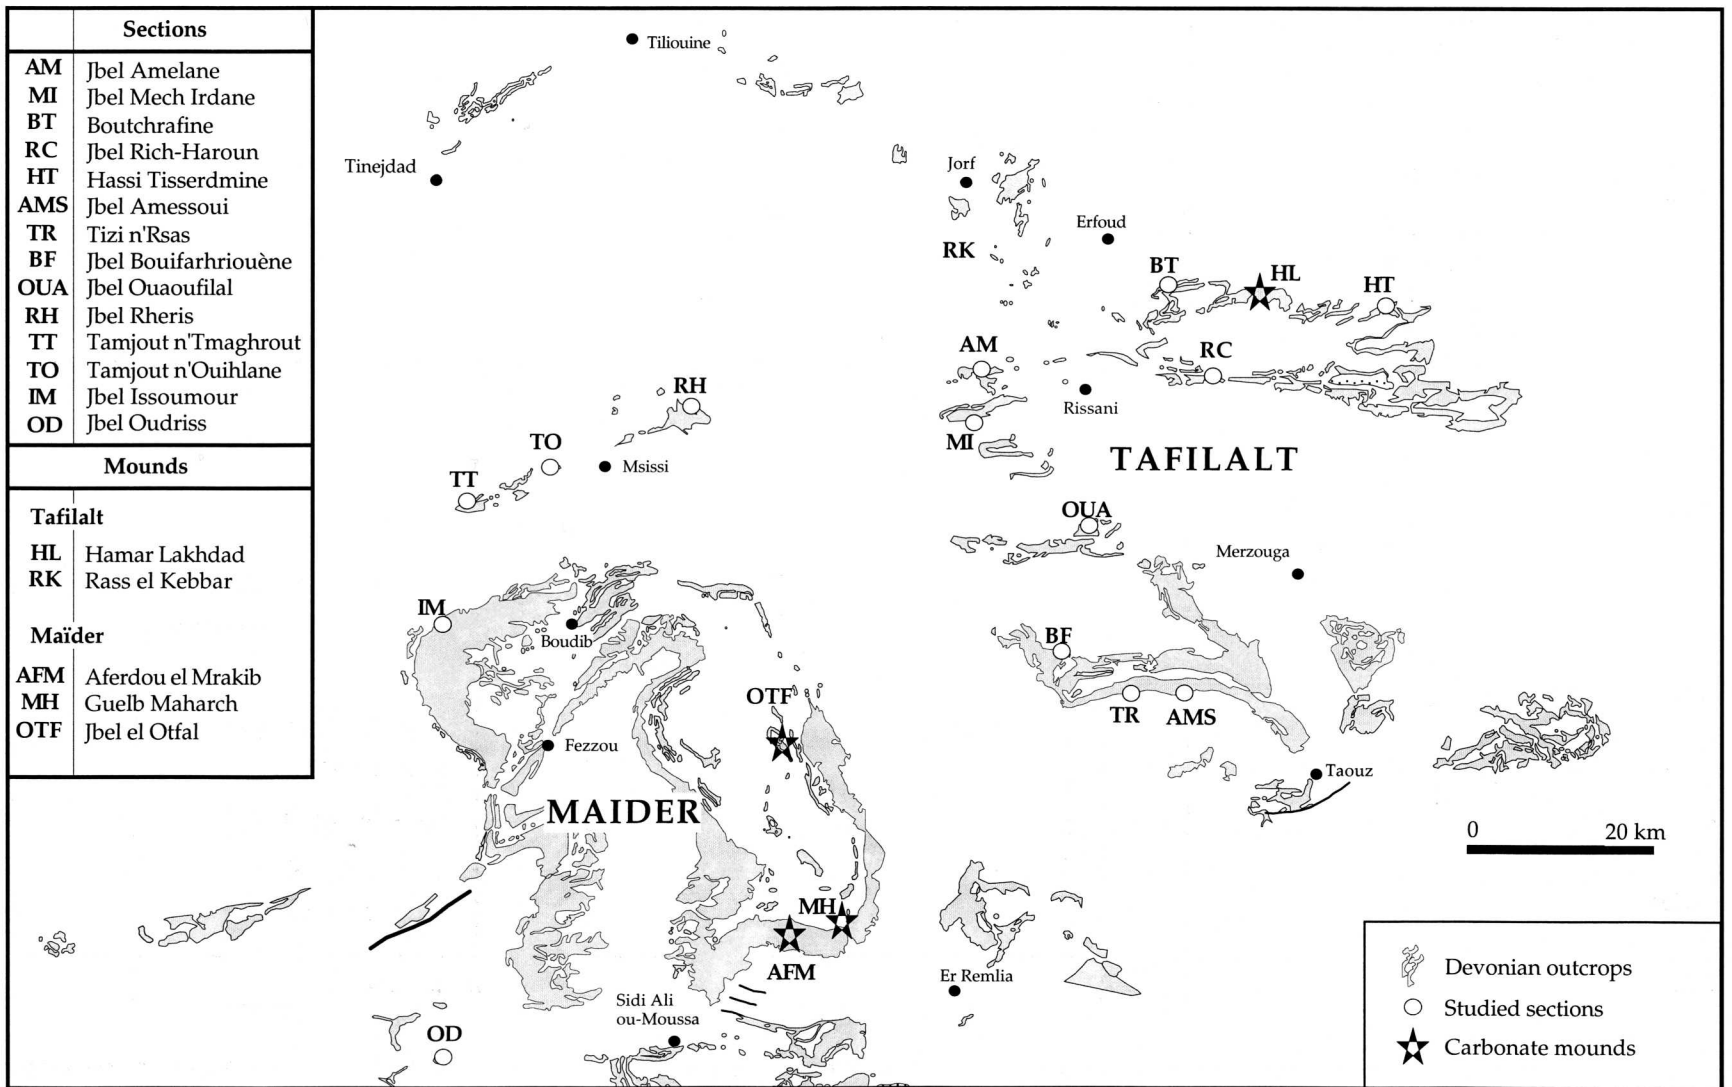 Sections
AM Jbel Amelane
MI Jbel Mech Irdane
BT Boutchrafine
RC Jbel Rich-Haroun
HT Hassi Tisserdmine
AMS Jbel Amessoui
TR Tizi n'Rsas
BF Jbel Bouifarhriouène
OUA Jbel Ouaoufilal
RH Jbel Rheris
TT Tamjout n'Tmaghrout
TO Tamjout n'Ouihlane
IM Jbel Issoumour
OD Jbel Oudriss
Mounds
Tafilalt
HL Hamar Lakhdad
RK Rass el Kebbar
Maïder
AFM Aferdou el Mrakib
MH Guelb Maharch
OTF Jbel el Otfal
Tiliouine
Tinejdad
Jorf
Erfoud
RK
BT
HL
HT
AM
RC
RH
Rissani
MI
TO
Msissi
TAFILALT
TT
OUA
Merzouga
IM
Boudib
BF
OTF
TR
AMS
Fezzou
Taouz
MAIDER
0 20 km
MH
AFM
Er Remlia
Sidi Ali
ou-Moussa
OD
Devonian outcrops
Studied sections
Carbonate mounds